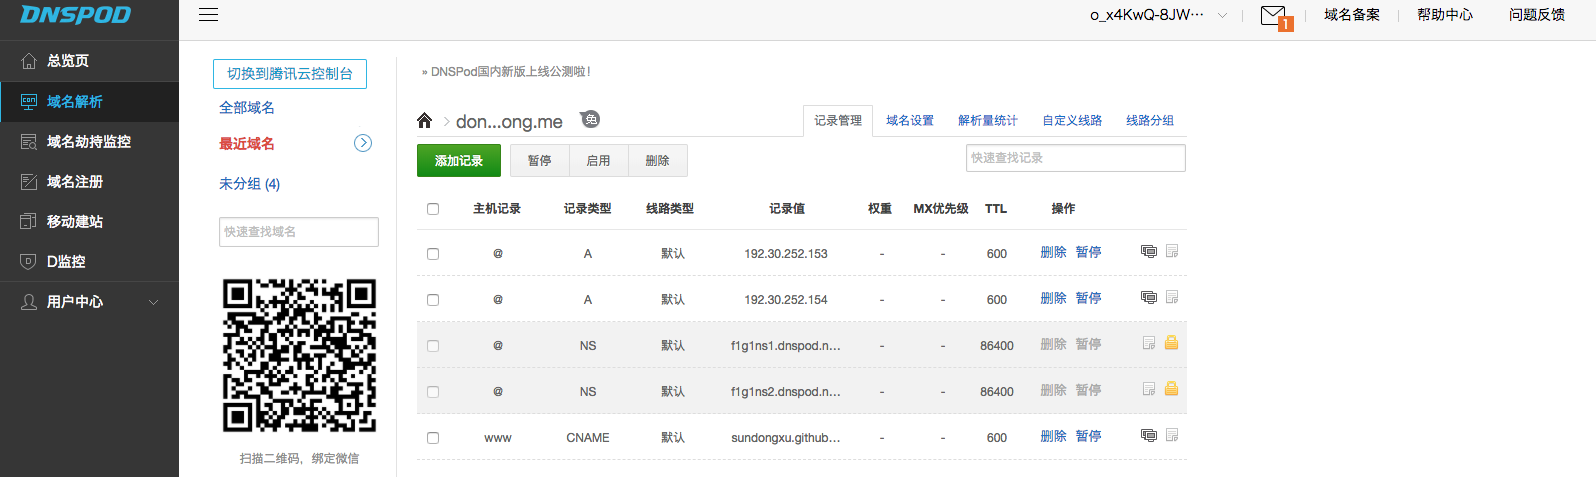 DNSPOD
o_x4KwQ-8JW… 1 域名备案 帮助中心 问题反馈
总览页
域名解析
域名劫持监控
域名注册
移动建站
D监控
用户中心
切换到腾讯云控制台
全部域名
最近域名
未分组 (4)
快速查找域名
扫描二维码，绑定微信
» DNSPod国内新版上线公测啦！
don...ong.me 免
记录管理 域名设置 解析量统计 自定义线路 线路分组
添加记录 暂停 启用 删除 快速查找记录
主机记录 记录类型 线路类型 记录值 权重 MX优先级 TTL 操作
@ A 默认 192.30.252.153 - - 600 删除 暂停
@ A 默认 192.30.252.154 - - 600 删除 暂停
@ NS 默认 f1g1ns1.dnspod.n... - - 86400 删除 暂停
@ NS 默认 f1g1ns2.dnspod.n... - - 86400 删除 暂停
www CNAME 默认 sundongxu.github... - - 600 删除 暂停